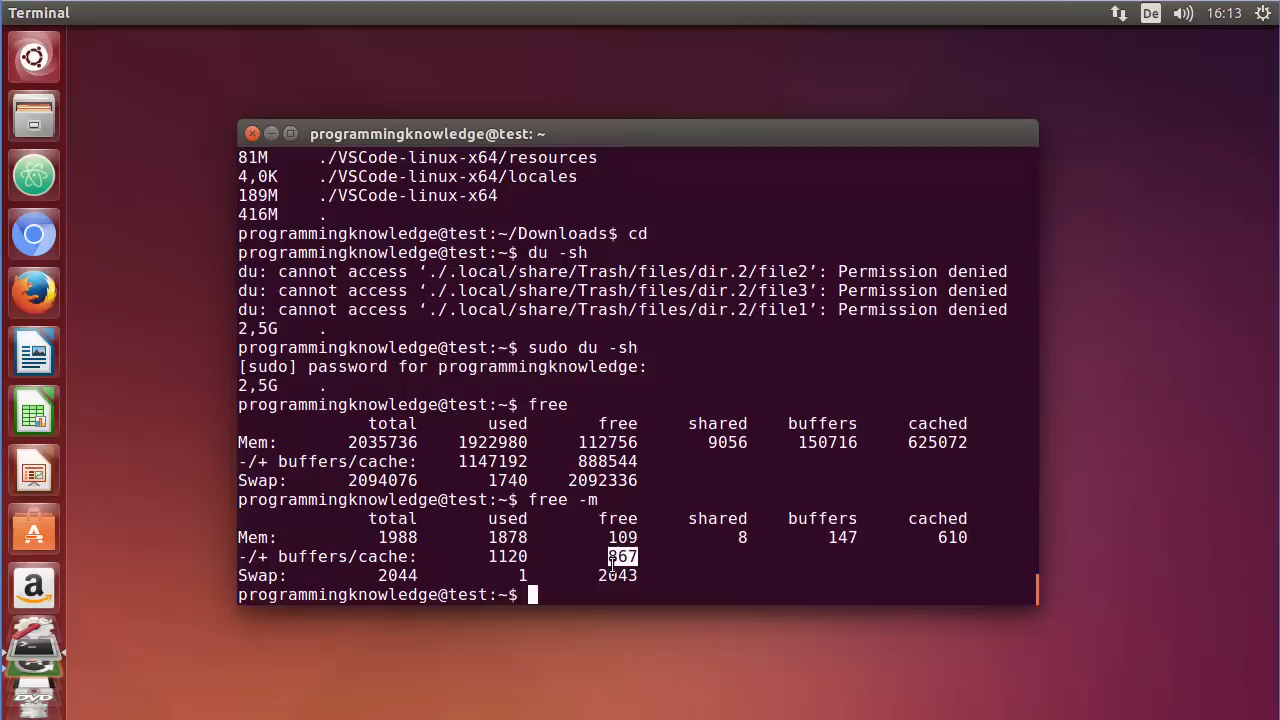 Terminal
De
16:13
programmingknowledge@test: ~
81M ./VSCode-linux-x64/resources
4,0K ./VSCode-linux-x64/locales
189M ./VSCode-linux-x64
416M .
programmingknowledge@test:~/Downloads$ cd
programmingknowledge@test:~$ du -sh
du: cannot access ‘./.local/share/Trash/files/dir.2/file2’: Permission denied
du: cannot access ‘./.local/share/Trash/files/dir.2/file3’: Permission denied
du: cannot access ‘./.local/share/Trash/files/dir.2/file1’: Permission denied
2,5G .
programmingknowledge@test:~$ sudo du -sh
[sudo] password for programmingknowledge:
2,5G .
programmingknowledge@test:~$ free
total used free shared buffers cached
Mem: 2035736 1922980 112756 9056 150716 625072
-/+ buffers/cache: 1147192 888544
Swap: 2094076 1740 2092336
programmingknowledge@test:~$ free -m
total used free shared buffers cached
Mem: 1988 1878 109 8 147 610
-/+ buffers/cache: 1120 867
Swap: 2044 1 2043
programmingknowledge@test:~$
a
DVD